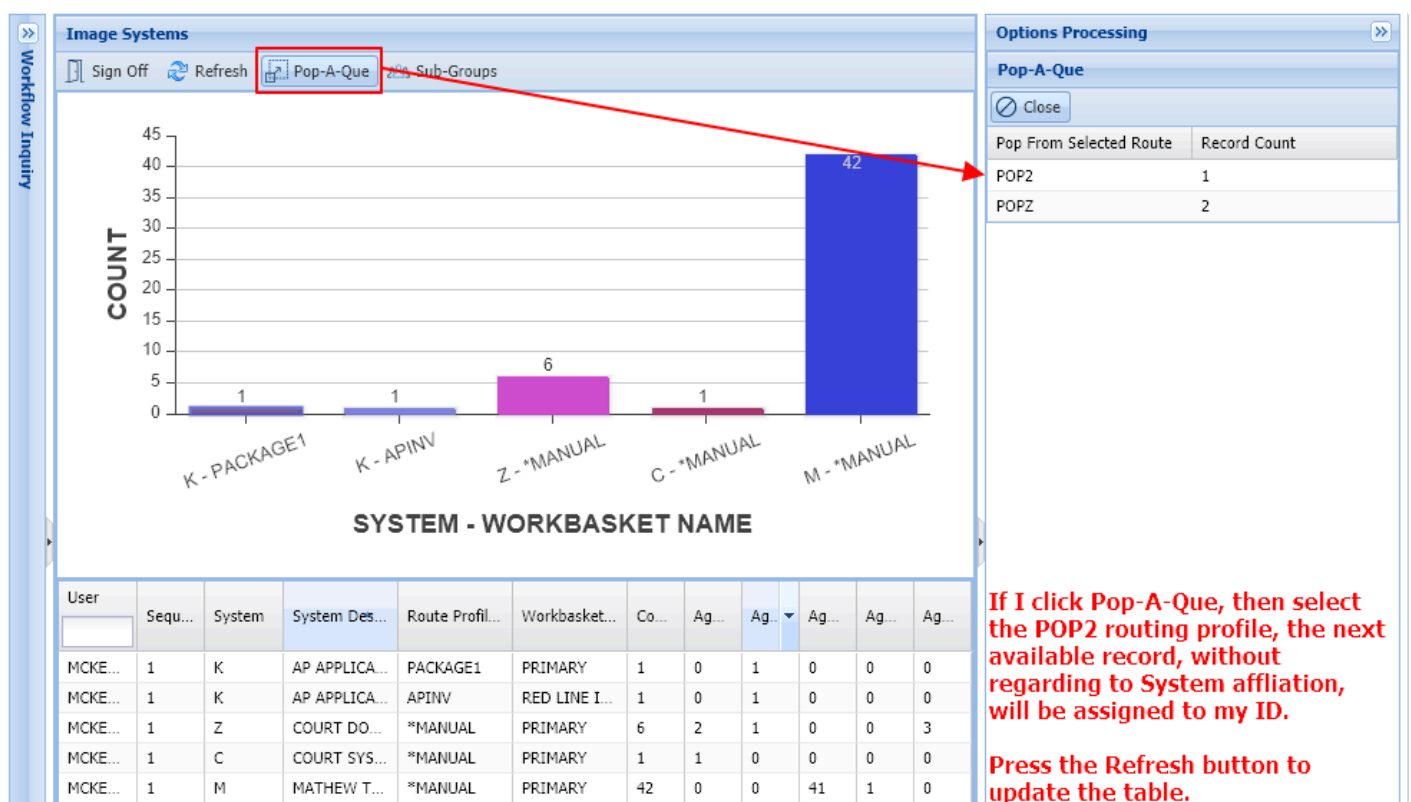 Workflow Inquiry
Image Systems
Sign Off Refresh Pop-A-Que Sub-Groups
COUNT
45
40
35
30
25
20
15
10
5
0
1 1 6 1 42
K - PACKAGE1 K - APINV Z - *MANUAL C - *MANUAL M - *MANUAL
SYSTEM - WORKBASKET NAME
User Sequ... System System Des... Route Profil... Workbasket... Co... Ag... Ag.. Ag... Ag... Ag...
MCKE... 1 K AP APPLICA... PACKAGE1 PRIMARY 1 0 1 0 0 0
MCKE... 1 K AP APPLICA... APINV RED LINE I... 1 0 1 0 0 0
MCKE... 1 Z COURT DO... *MANUAL PRIMARY 6 2 1 0 0 3
MCKE... 1 C COURT SYS... *MANUAL PRIMARY 1 1 0 0 0 0
MCKE... 1 M MATHEW T... *MANUAL PRIMARY 42 0 0 41 1 0
Options Processing
Pop-A-Que
Close
Pop From Selected Route Record Count
POP2 1
POPZ 2
If I click Pop-A-Que, then select
the POP2 routing profile, the next
available record, without
regarding to System affliation,
will be assigned to my ID.
Press the Refresh button to
update the table.